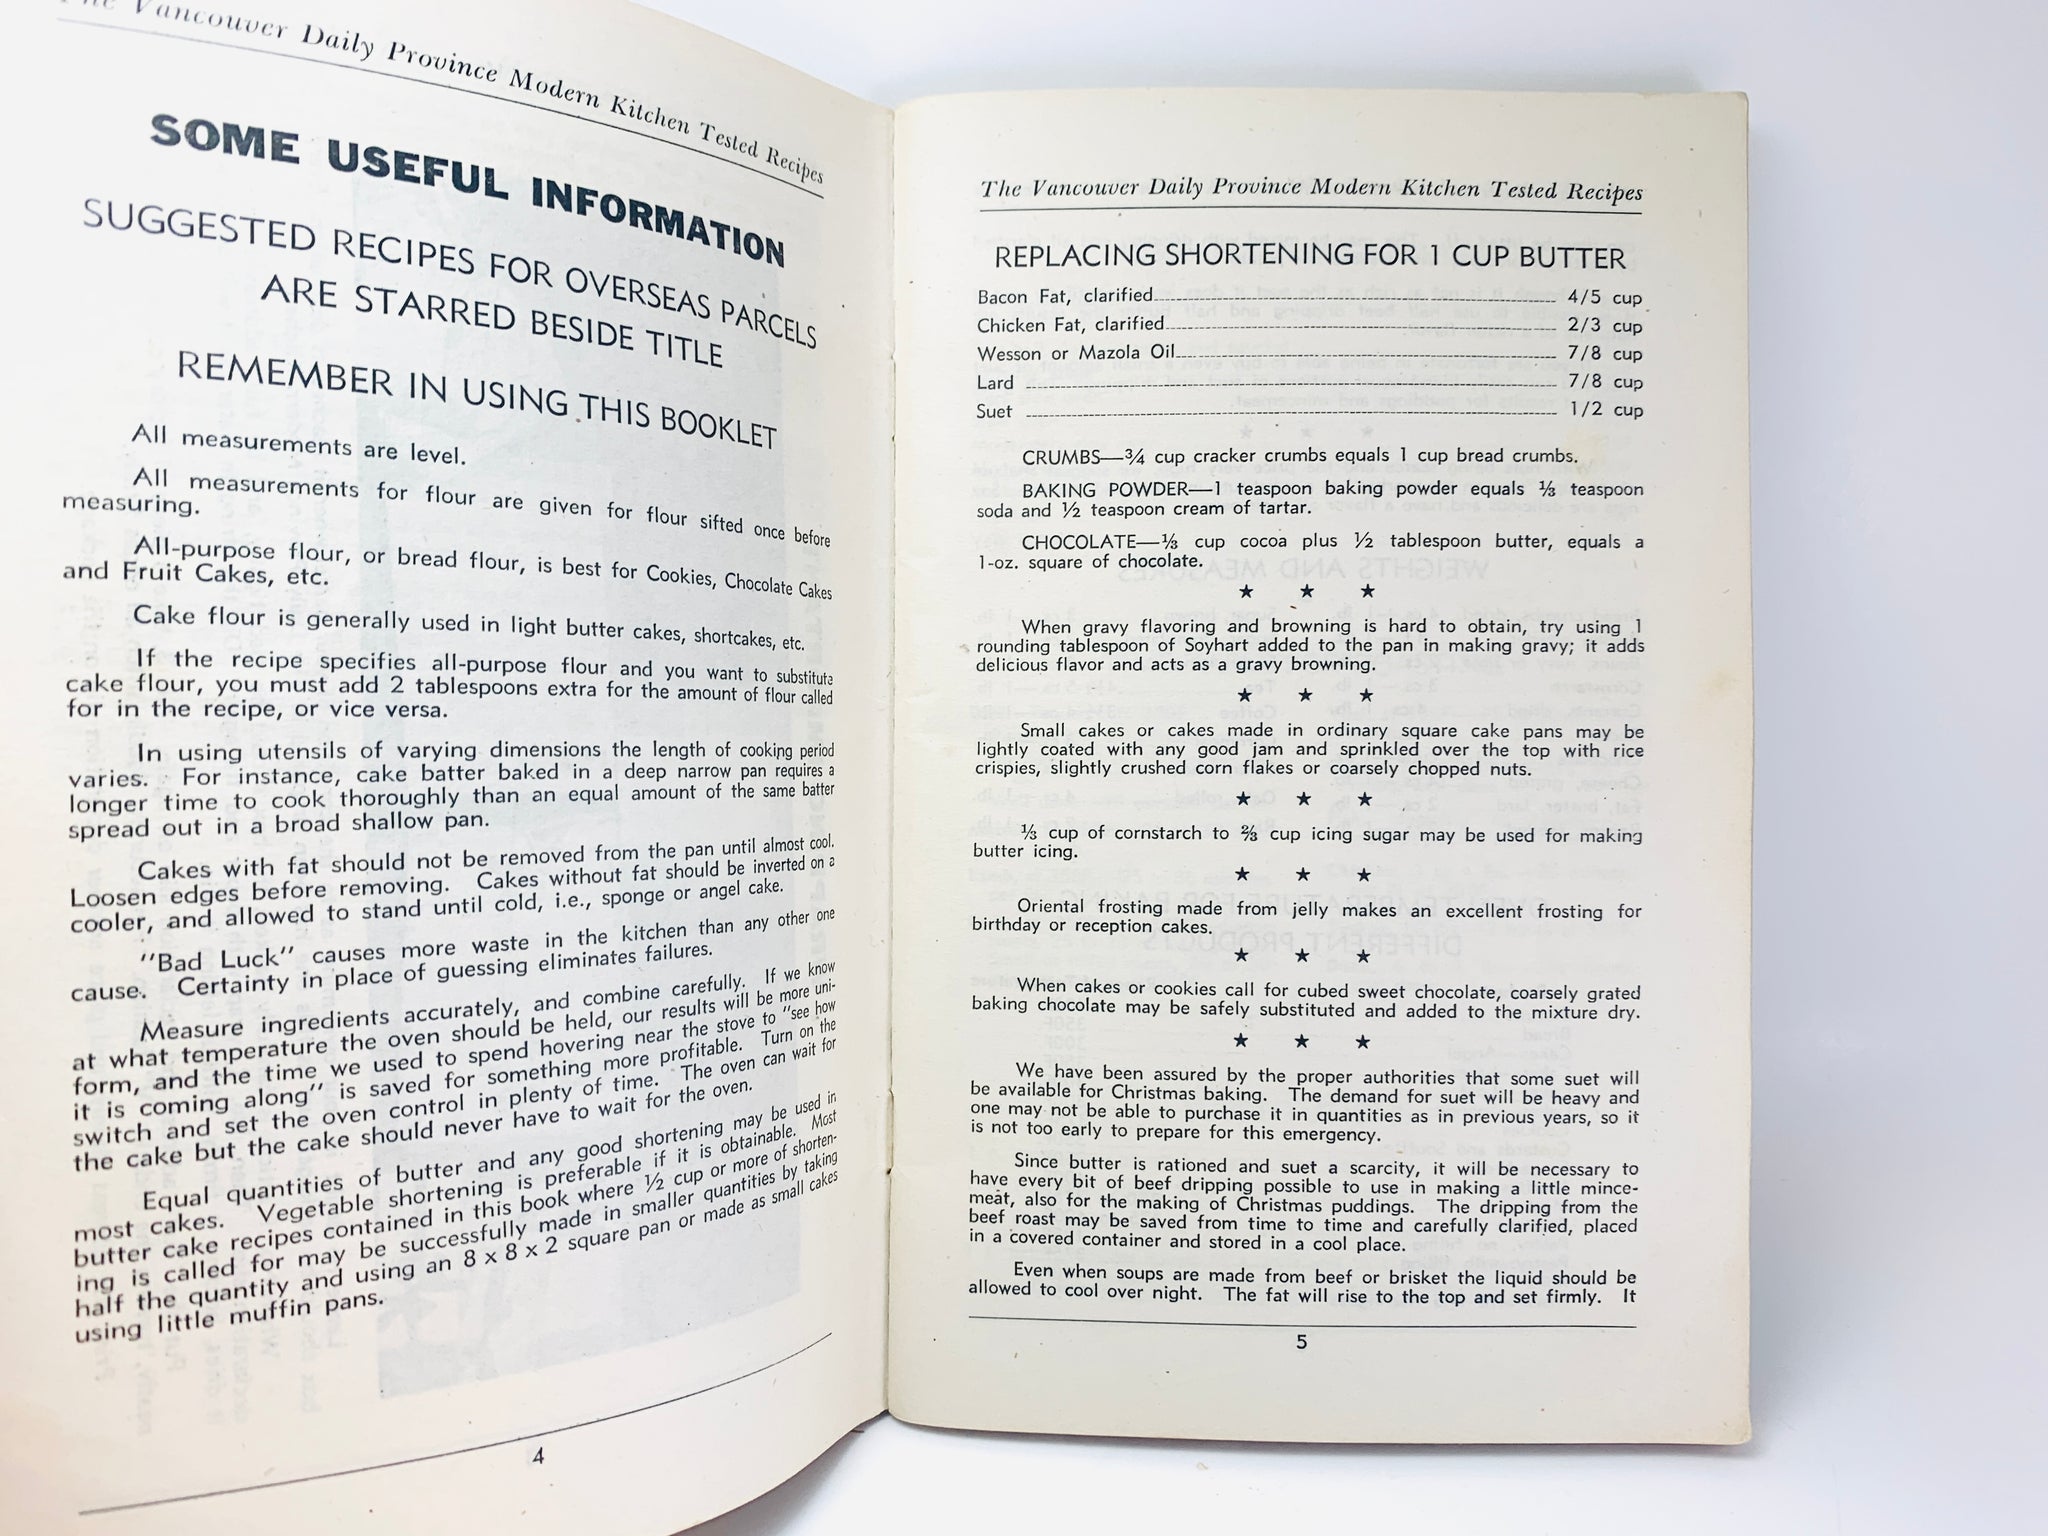 The Vancouver Daily Province Modern Kitchen Tested Recipes
SOME USEFUL INFORMATION
SUGGESTED RECIPES FOR OVERSEAS PARCELS
ARE STARRED BESIDE TITLE
REMEMBER IN USING THIS BOOKLET
All measurements are level.
All measurements for flour are given for flour sifted once before
measuring.
All-purpose flour, or bread flour, is best for Cookies, Chocolate Cakes
and Fruit Cakes, etc.
Cake flour is generally used in light butter cakes, shortcakes, etc.
If the recipe specifies all-purpose flour and you want to substitute
cake flour, you must add 2 tablespoons extra for the amount of flour called
for in the recipe, or vice versa.
In using utensils of varying dimensions the length of cooking period
varies. For instance, cake batter baked in a deep narrow pan requires a
longer time to cook thoroughly than an equal amount of the same batter
spread out in a broad shallow pan.
Cakes with fat should not be removed from the pan until almost cool.
Loosen edges before removing. Cakes without fat should be inverted on a
cooler, and allowed to stand until cold, i.e., sponge or angel cake.
"Bad Luck" causes more waste in the kitchen than any other one
cause. Certainty in place of guessing eliminates failures.
Measure ingredients accurately, and combine carefully. If we know
at what temperature the oven should be held, our results will be more uni-
form, and the time we used to spend hovering near the stove to "see how
it is coming along" is saved for something more profitable. Turn on the
switch and set the oven control in plenty of time. The oven can wait for
the cake but the cake should never have to wait for the oven.
Equal quantities of butter and any good shortening may be used in
most cakes. Vegetable shortening is preferable if it is obtainable. Most
butter cake recipes contained in this book where ½ cup or more of shorten-
ing is called for may be successfully made in smaller quantities by taking
half the quantity and using an 8 x 8 x 2 square pan or made as small cakes
using little muffin pans.
4
The Vancouver Daily Province Modern Kitchen Tested Recipes
REPLACING SHORTENING FOR 1 CUP BUTTER
Bacon Fat, clarified 4/5 cup
Chicken Fat, clarified 2/3 cup
Wesson or Mazola Oil 7/8 cup
Lard 7/8 cup
Suet 1/2 cup
CRUMBS—¾ cup cracker crumbs equals 1 cup bread crumbs.
BAKING POWDER—1 teaspoon baking powder equals ⅓ teaspoon
soda and ½ teaspoon cream of tartar.
CHOCOLATE—⅓ cup cocoa plus ½ tablespoon butter, equals a
1-oz. square of chocolate.
★ ★ ★
When gravy flavoring and browning is hard to obtain, try using 1
rounding tablespoon of Soyhart added to the pan in making gravy; it adds
delicious flavor and acts as a gravy browning.
★ ★ ★
Small cakes or cakes made in ordinary square cake pans may be
lightly coated with any good jam and sprinkled over the top with rice
crispies, slightly crushed corn flakes or coarsely chopped nuts.
★ ★ ★
⅓ cup of cornstarch to ⅔ cup icing sugar may be used for making
butter icing.
★ ★ ★
Oriental frosting made from jelly makes an excellent frosting for
birthday or reception cakes.
★ ★ ★
When cakes or cookies call for cubed sweet chocolate, coarsely grated
baking chocolate may be safely substituted and added to the mixture dry.
★ ★ ★
We have been assured by the proper authorities that some suet will
be available for Christmas baking. The demand for suet will be heavy and
one may not be able to purchase it in quantities as in previous years, so it
is not too early to prepare for this emergency.
Since butter is rationed and suet a scarcity, it will be necessary to
have every bit of beef dripping possible to use in making a little mince-
meat, also for the making of Christmas puddings. The dripping from the
beef roast may be saved from time to time and carefully clarified, placed
in a covered container and stored in a cool place.
Even when soups are made from beef or brisket the liquid should be
allowed to cool over night. The fat will rise to the top and set firmly. It
5